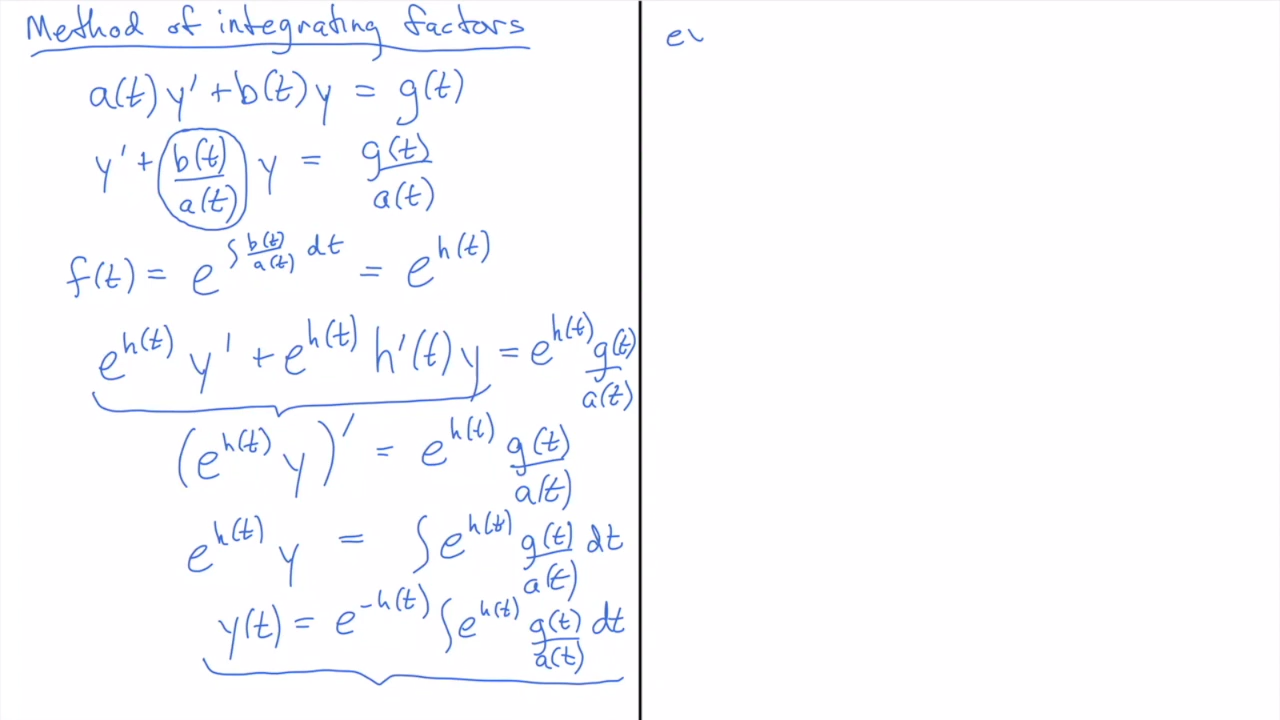 Method of integrating factors
a(t) y' + b(t) y = g(t)
y' + b(t)/a(t) y = g(t)/a(t)
f(t) = e^{∫ b(t)/a(t) dt} = e^{h(t)}
e^{h(t)} y' + e^{h(t)} h'(t) y = e^{h(t)} g(t)/a(t)
(e^{h(t)} y)' = e^{h(t)} g(t)/a(t)
e^{h(t)} y = ∫ e^{h(t)} g(t)/a(t) dt
y(t) = e^{-h(t)} ∫ e^{h(t)} g(t)/a(t) dt